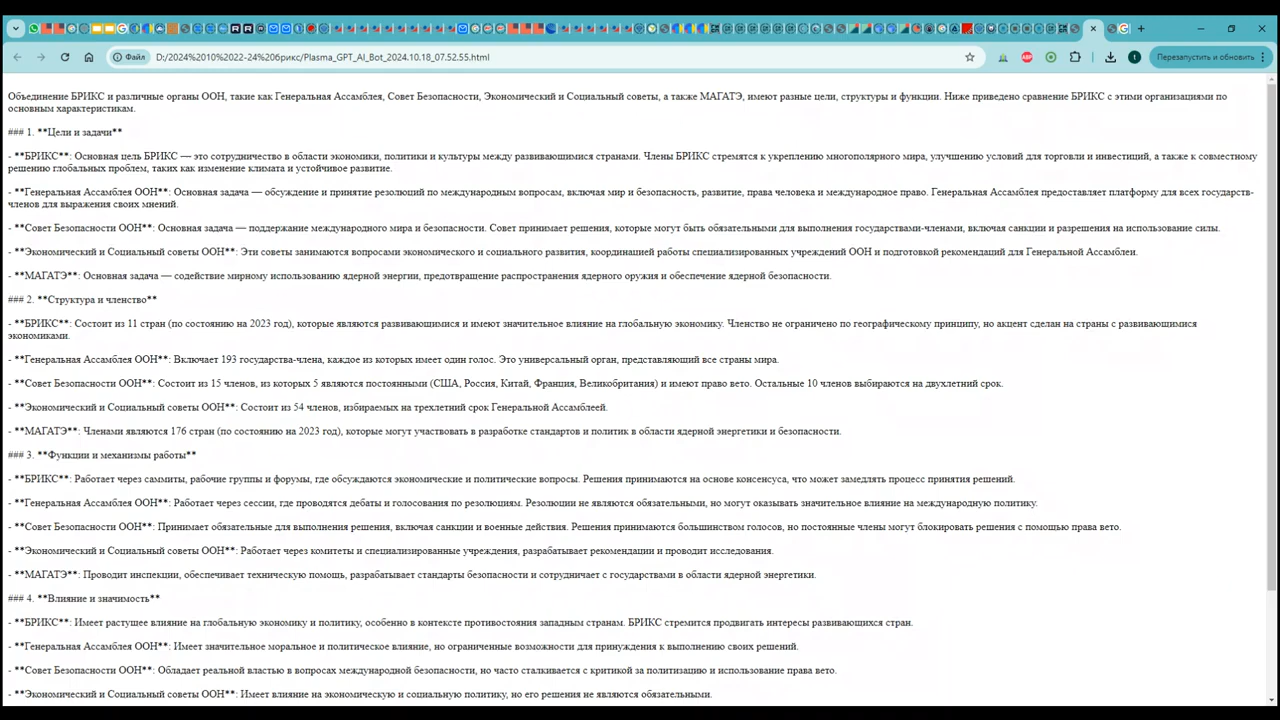 Файл
D:/2024%2010%2022-24%20брикс/Plasma_GPT_AI_Bot_2024.10.18_07.52.55.html
Перезапустить и обновить
Объединение БРИКС и различные органы ООН, такие как Генеральная Ассамблея, Совет Безопасности, Экономический и Социальный советы, а также МАГАТЭ, имеют разные цели, структуры и функции. Ниже приведено сравнение БРИКС с этими организациями по
основным характеристикам.
### 1. **Цели и задачи**
- **БРИКС**: Основная цель БРИКС — это сотрудничество в области экономики, политики и культуры между развивающимися странами. Члены БРИКС стремятся к укреплению многополярного мира, улучшению условий для торговли и инвестиций, а также к совместному
решению глобальных проблем, таких как изменение климата и устойчивое развитие.
- **Генеральная Ассамблея ООН**: Основная задача — обсуждение и принятие резолюций по международным вопросам, включая мир и безопасность, развитие, права человека и международное право. Генеральная Ассамблея предоставляет платформу для всех государств-
членов для выражения своих мнений.
- **Совет Безопасности ООН**: Основная задача — поддержание международного мира и безопасности. Совет принимает решения, которые могут быть обязательными для выполнения государствами-членами, включая санкции и разрешения на использование силы.
- **Экономический и Социальный советы ООН**: Эти советы занимаются вопросами экономического и социального развития, координацией работы специализированных учреждений ООН и подготовкой рекомендаций для Генеральной Ассамблеи.
- **МАГАТЭ**: Основная задача — содействие мирному использованию ядерной энергии, предотвращение распространения ядерного оружия и обеспечение ядерной безопасности.
### 2. **Структура и членство**
- **БРИКС**: Состоит из 11 стран (по состоянию на 2023 год), которые являются развивающимися и имеют значительное влияние на глобальную экономику. Членство не ограничено по географическому принципу, но акцент сделан на страны с развивающимися
экономиками.
- **Генеральная Ассамблея ООН**: Включает 193 государства-члена, каждое из которых имеет один голос. Это универсальный орган, представляющий все страны мира.
- **Совет Безопасности ООН**: Состоит из 15 членов, из которых 5 являются постоянными (США, Россия, Китай, Франция, Великобритания) и имеют право вето. Остальные 10 членов выбираются на двухлетний срок.
- **Экономический и Социальный советы ООН**: Состоит из 54 членов, избираемых на трехлетний срок Генеральной Ассамблеей.
- **МАГАТЭ**: Членами являются 176 стран (по состоянию на 2023 год), которые могут участвовать в разработке стандартов и политик в области ядерной энергетики и безопасности.
### 3. **Функции и механизмы работы**
- **БРИКС**: Работает через саммиты, рабочие группы и форумы, где обсуждаются экономические и политические вопросы. Решения принимаются на основе консенсуса, что может замедлять процесс принятия решений.
- **Генеральная Ассамблея ООН**: Работает через сессии, где проводятся дебаты и голосования по резолюциям. Резолюции не являются обязательными, но могут оказывать значительное влияние на международную политику.
- **Совет Безопасности ООН**: Принимает обязательные для выполнения решения, включая санкции и военные действия. Решения принимаются большинством голосов, но постоянные члены могут блокировать решения с помощью права вето.
- **Экономический и Социальный советы ООН**: Работает через комитеты и специализированные учреждения, разрабатывает рекомендации и проводит исследования.
- **МАГАТЭ**: Проводит инспекции, обеспечивает техническую помощь, разрабатывает стандарты безопасности и сотрудничает с государствами в области ядерной энергетики.
### 4. **Влияние и значимость**
- **БРИКС**: Имеет растущее влияние на глобальную экономику и политику, особенно в контексте противостояния западным странам. БРИКС стремится продвигать интересы развивающихся стран.
- **Генеральная Ассамблея ООН**: Имеет значительное моральное и политическое влияние, но ограниченные возможности для принуждения к выполнению своих решений.
- **Совет Безопасности ООН**: Обладает реальной властью в вопросах международной безопасности, но часто сталкивается с критикой за политизацию и использование права вето.
- **Экономический и Социальный советы ООН**: Имеет влияние на экономическую и социальную политику, но его решения не являются обязательными.